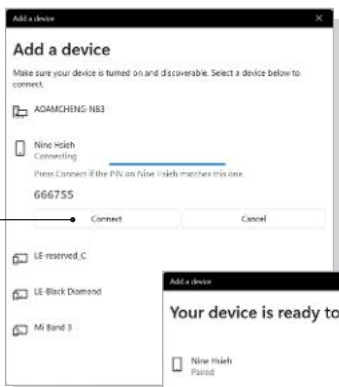 Add a device
Add a device
Make sure your device is turned on and discoverable. Select a device below to
connect.
ADAMCHENG-NB3
Nine Hsieh
Connecting
Press Connect if the PIN on Nine Hsieh matches this one.
666755
Connect
Cancel
LE-reserved_C
LE-Black Diamond
Mi Band 3
Add a device
Your device is ready to
Nine Hsieh
Paired